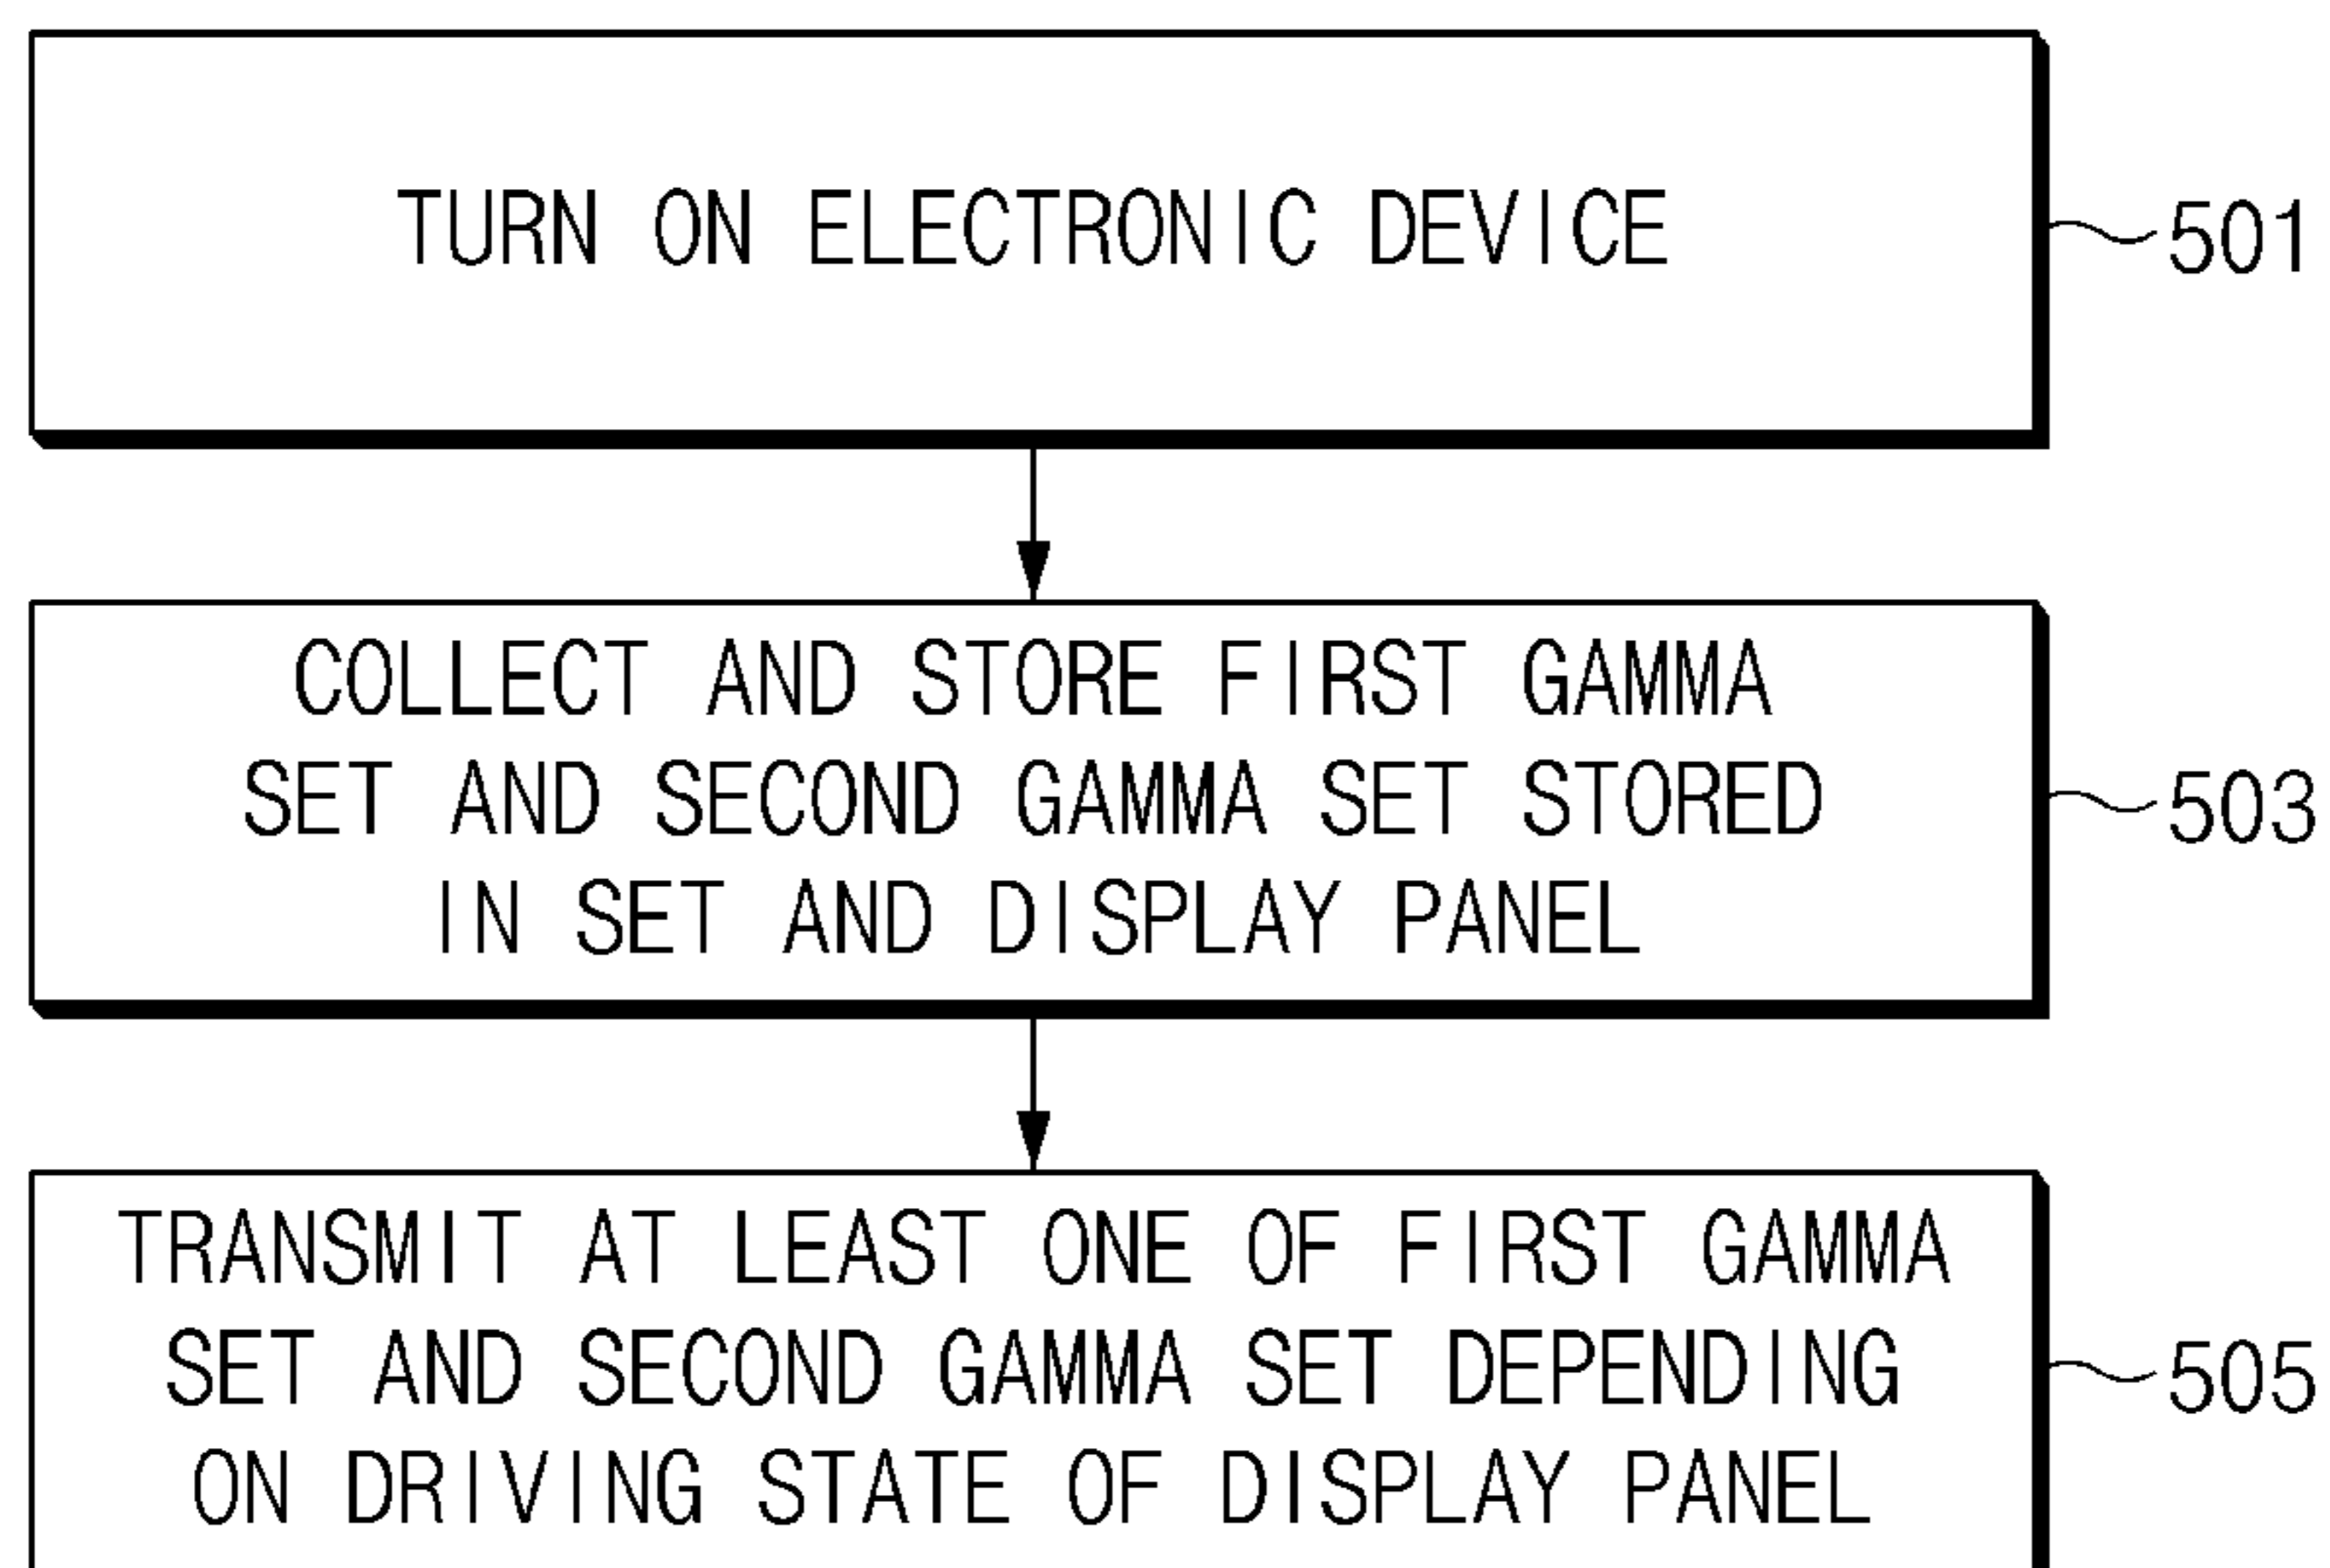 TURN ON ELECTRONIC DEVICE
501
COLLECT AND STORE FIRST GAMMA
SET AND SECOND GAMMA SET STORED
IN SET AND DISPLAY PANEL
503
TRANSMIT AT LEAST ONE OF FIRST GAMMA
SET AND SECOND GAMMA SET DEPENDING
ON DRIVING STATE OF DISPLAY PANEL
505